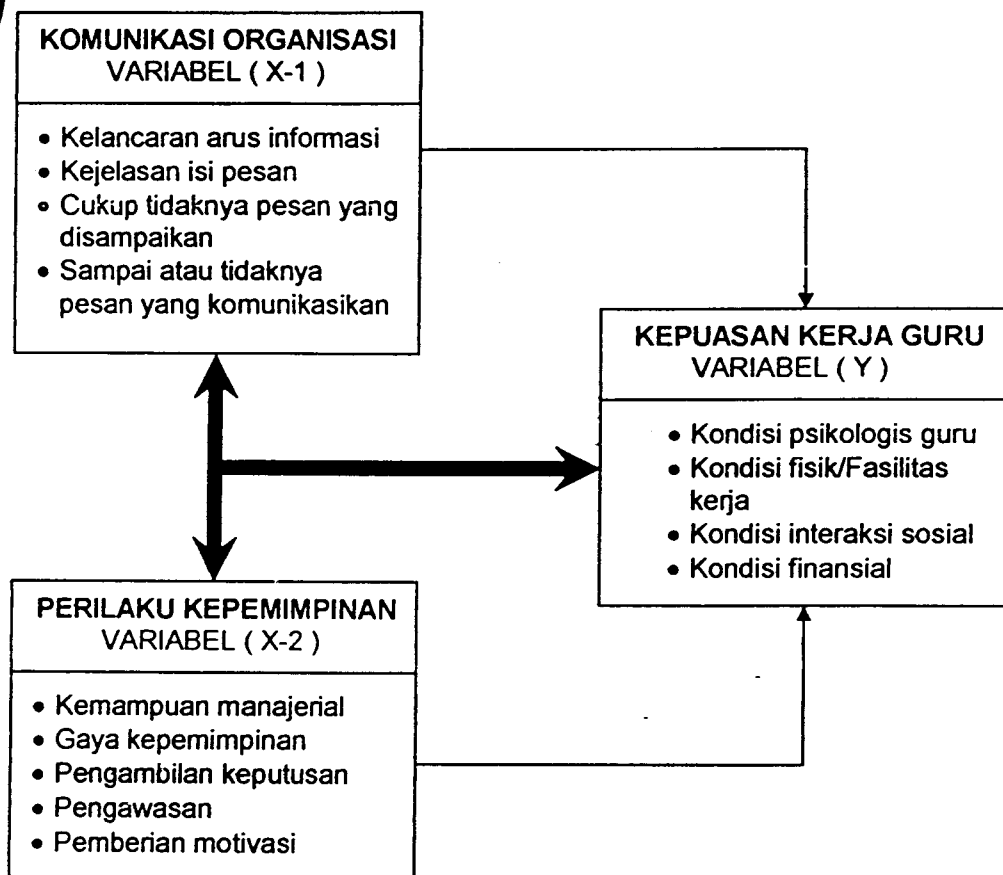 KOMUNIKASI ORGANISASI
VARIABEL ( X-1 )
• Kelancaran arus informasi
• Kejelasan isi pesan
• Cukup tidaknya pesan yang
disampaikan
• Sampai atau tidaknya
pesan yang komunikasikan
KEPUASAN KERJA GURU
VARIABEL ( Y )
• Kondisi psikologis guru
• Kondisi fisik/Fasilitas
kerja
• Kondisi interaksi sosial
• Kondisi finansial
PERILAKU KEPEMIMPINAN
VARIABEL ( X-2 )
• Kemampuan manajerial
• Gaya kepemimpinan
• Pengambilan keputusan
• Pengawasan
• Pemberian motivasi